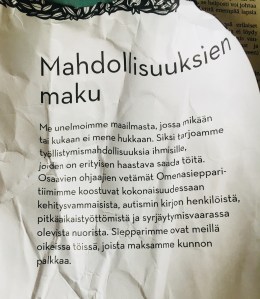 Mahdollisuuksien
maku
Me unelmoimme maailmasta, jossa mikään
tai kukaan ei mene hukkaan. Siksi tarjoamme
työllistymismahdollisuuksia ihmisille,
joiden on erityisen haastava saada töitä.
Osaavien ohjaajien vetämät Omenasieppari-
tiimimme koostuvat kokonaisuudessaan
kehitysvammaisista, autismin kirjon henkilöistä,
pitkäaikaistyöttömistä ja syrjäytymisvaarassa
olevista nuorista. Siepparimme ovat meillä
oikeissa töissä, joista maksamme kunnon
palkkaa.